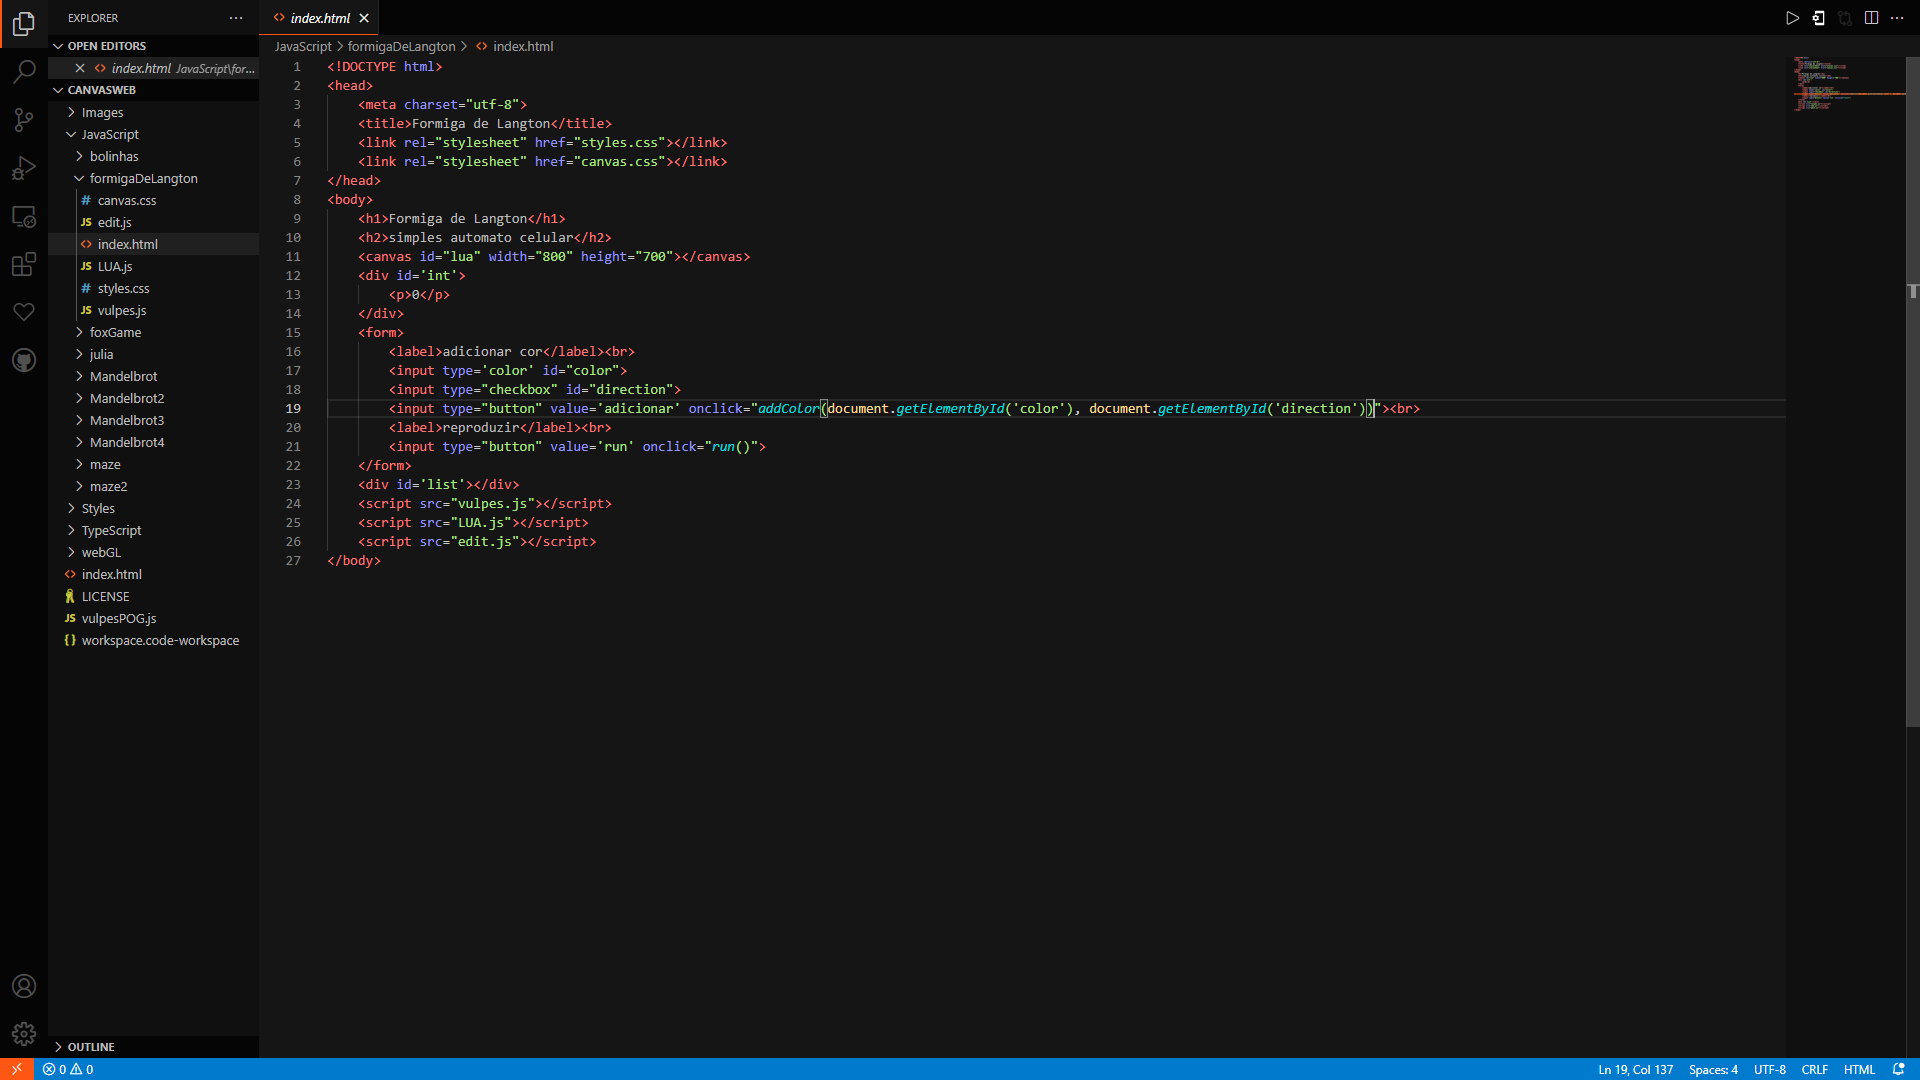 EXPLORER
OPEN EDITORS
index.html JavaScript\for...
CANVASWEB
Images
JavaScript
bolinhas
formigaDeLangton
canvas.css
edit.js
index.html
LUA.js
styles.css
vulpes.js
foxGame
julia
Mandelbrot
Mandelbrot2
Mandelbrot3
Mandelbrot4
maze
maze2
Styles
TypeScript
webGL
index.html
LICENSE
vulpesPOG.js
workspace.code-workspace
OUTLINE
index.html
JavaScript > formigaDeLangton > index.html
1 <!DOCTYPE html>
2 <head>
3 <meta charset="utf-8">
4 <title>Formiga de Langton</title>
5 <link rel="stylesheet" href="styles.css"></link>
6 <link rel="stylesheet" href="canvas.css"></link>
7 </head>
8 <body>
9 <h1>Formiga de Langton</h1>
10 <h2>simples automato celular</h2>
11 <canvas id="lua" width="800" height="700"></canvas>
12 <div id='int'>
13 <p>0</p>
14 </div>
15 <form>
16 <label>adicionar cor</label><br>
17 <input type='color' id="color">
18 <input type="checkbox" id="direction">
19 <input type="button" value='adicionar' onclick="addColor(document.getElementById('color'), document.getElementById('direction'))"><br>
20 <label>reproduzir</label><br>
21 <input type="button" value='run' onclick="run()">
22 </form>
23 <div id='list'></div>
24 <script src="vulpes.js"></script>
25 <script src="LUA.js"></script>
26 <script src="edit.js"></script>
27 </body>
0 0
Ln 19, Col 137 Spaces: 4 UTF-8 CRLF HTML